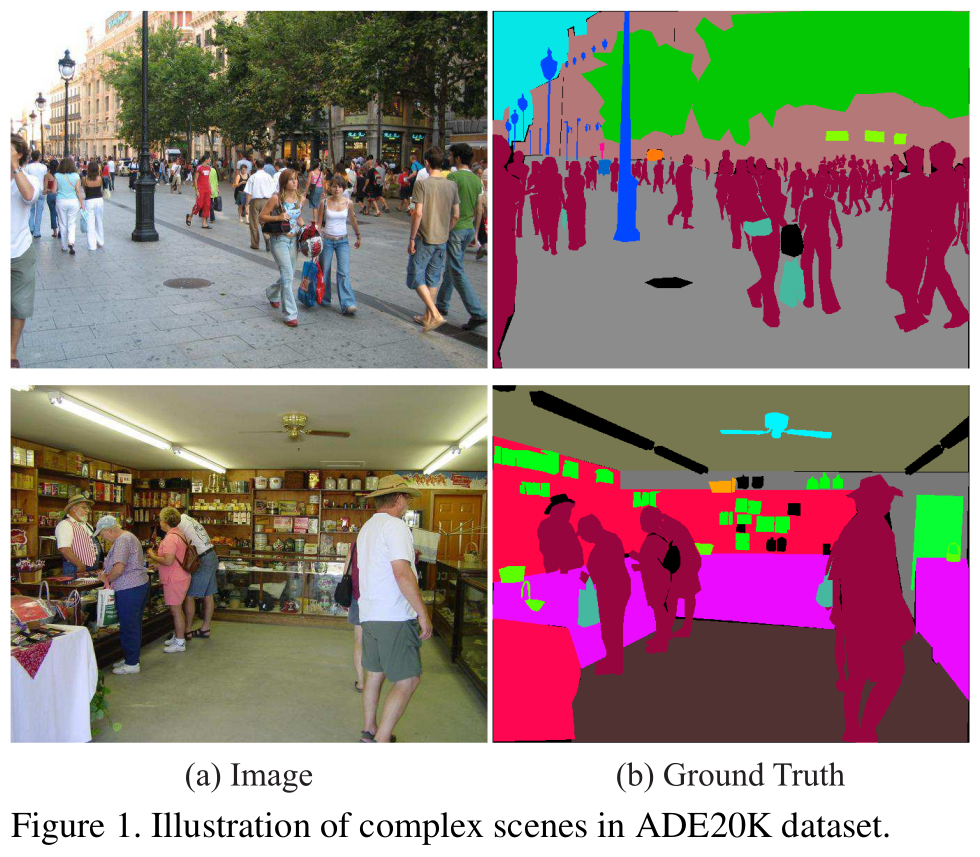 (a) Image
(b) Ground Truth
Figure 1. Illustration of complex scenes in ADE20K dataset.